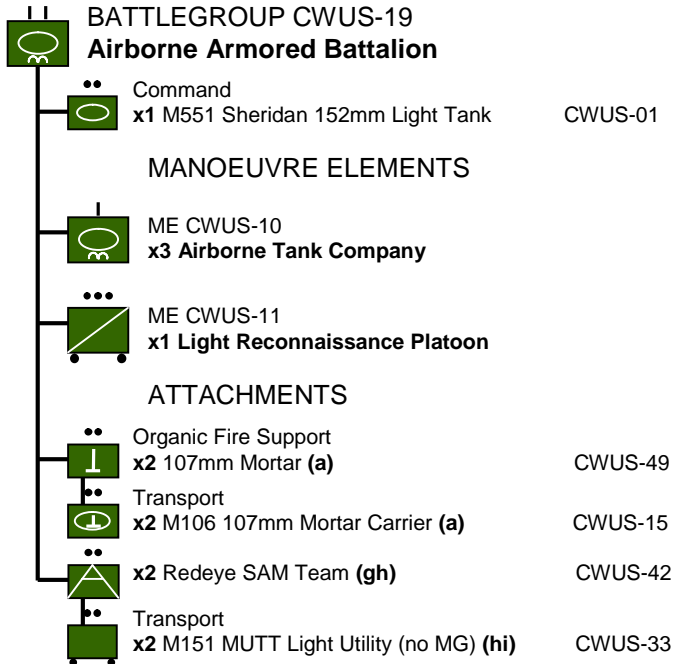 BATTLEGROUP CWUS-19
Airborne Armored Battalion
Command
x1 M551 Sheridan 152mm Light Tank CWUS-01
MANOEUVRE ELEMENTS
ME CWUS-10
x3 Airborne Tank Company
ME CWUS-11
x1 Light Reconnaissance Platoon
ATTACHMENTS
Organic Fire Support
x2 107mm Mortar (a) CWUS-49
Transport
x2 M106 107mm Mortar Carrier (a) CWUS-15
x2 Redeye SAM Team (gh) CWUS-42
Transport
x2 M151 MUTT Light Utility (no MG) (hi) CWUS-33